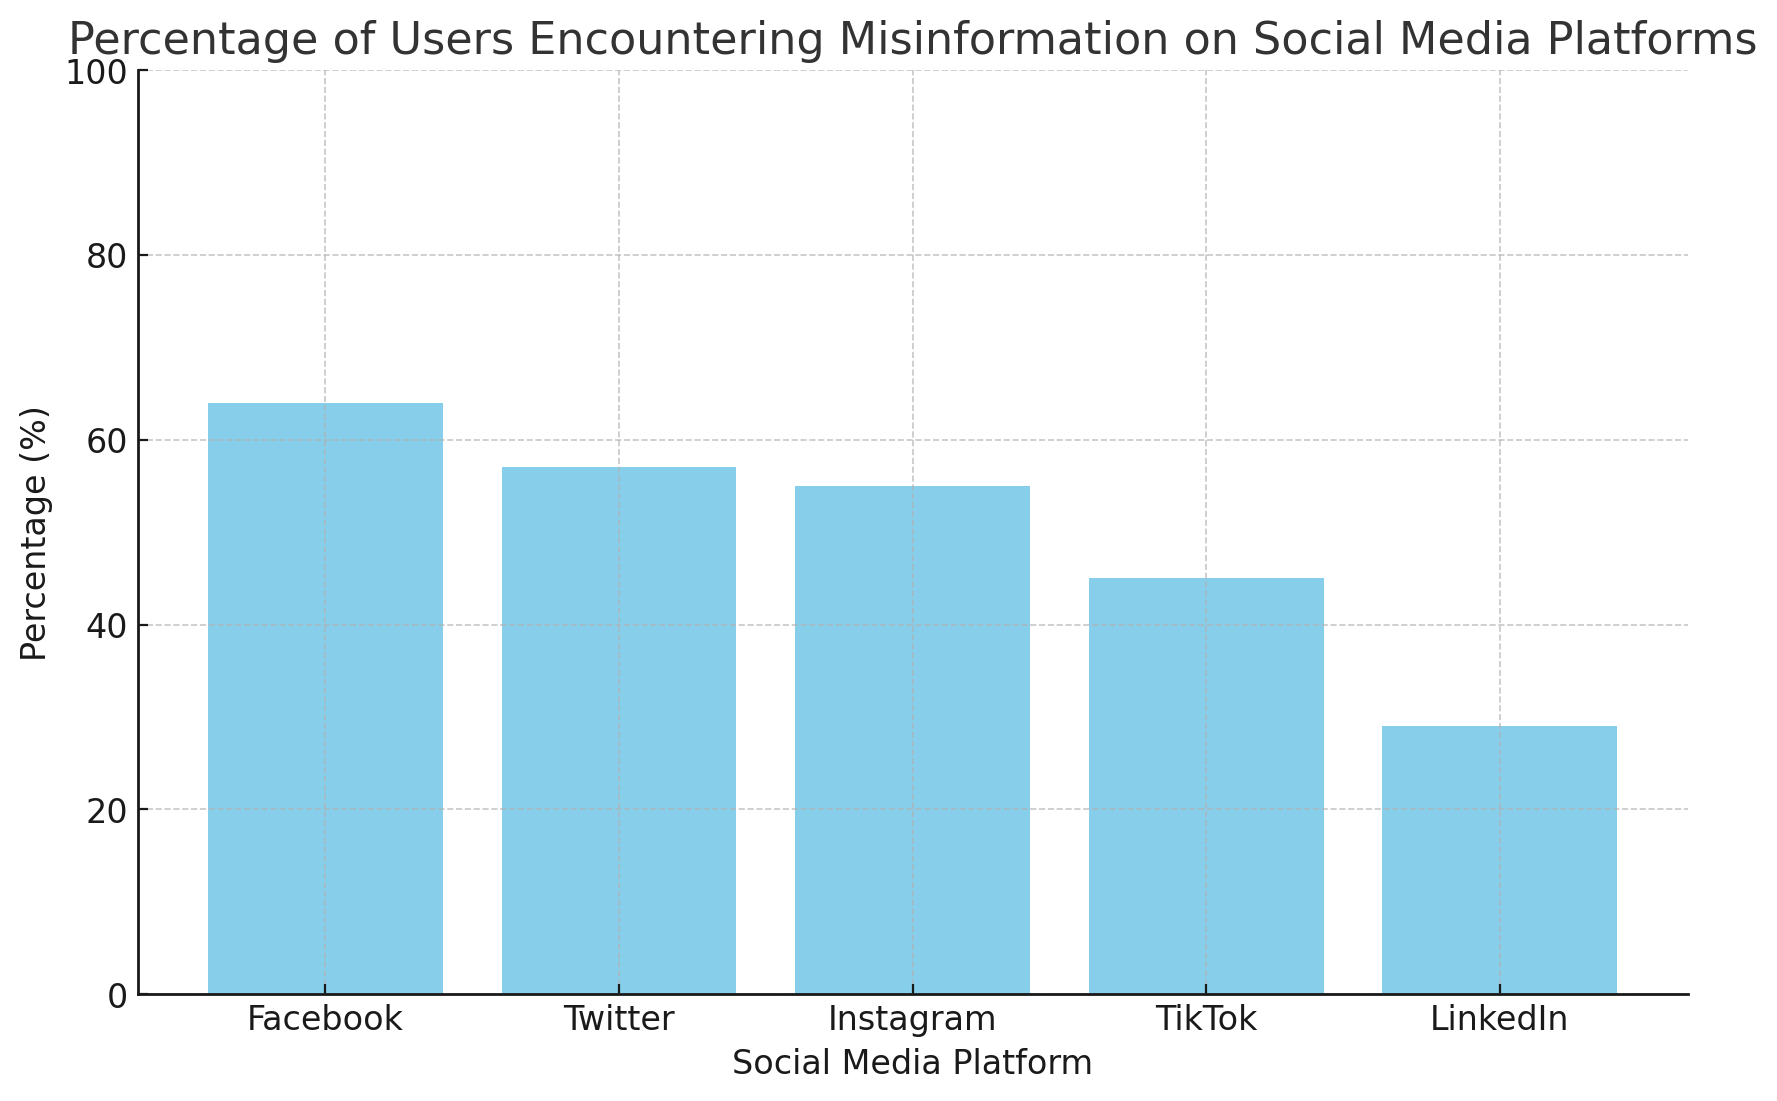 Percentage of Users Encountering Misinformation on Social Media Platforms
100
80
60
40
20
0
Percentage (%)
Facebook Twitter Instagram TikTok LinkedIn
Social Media Platform